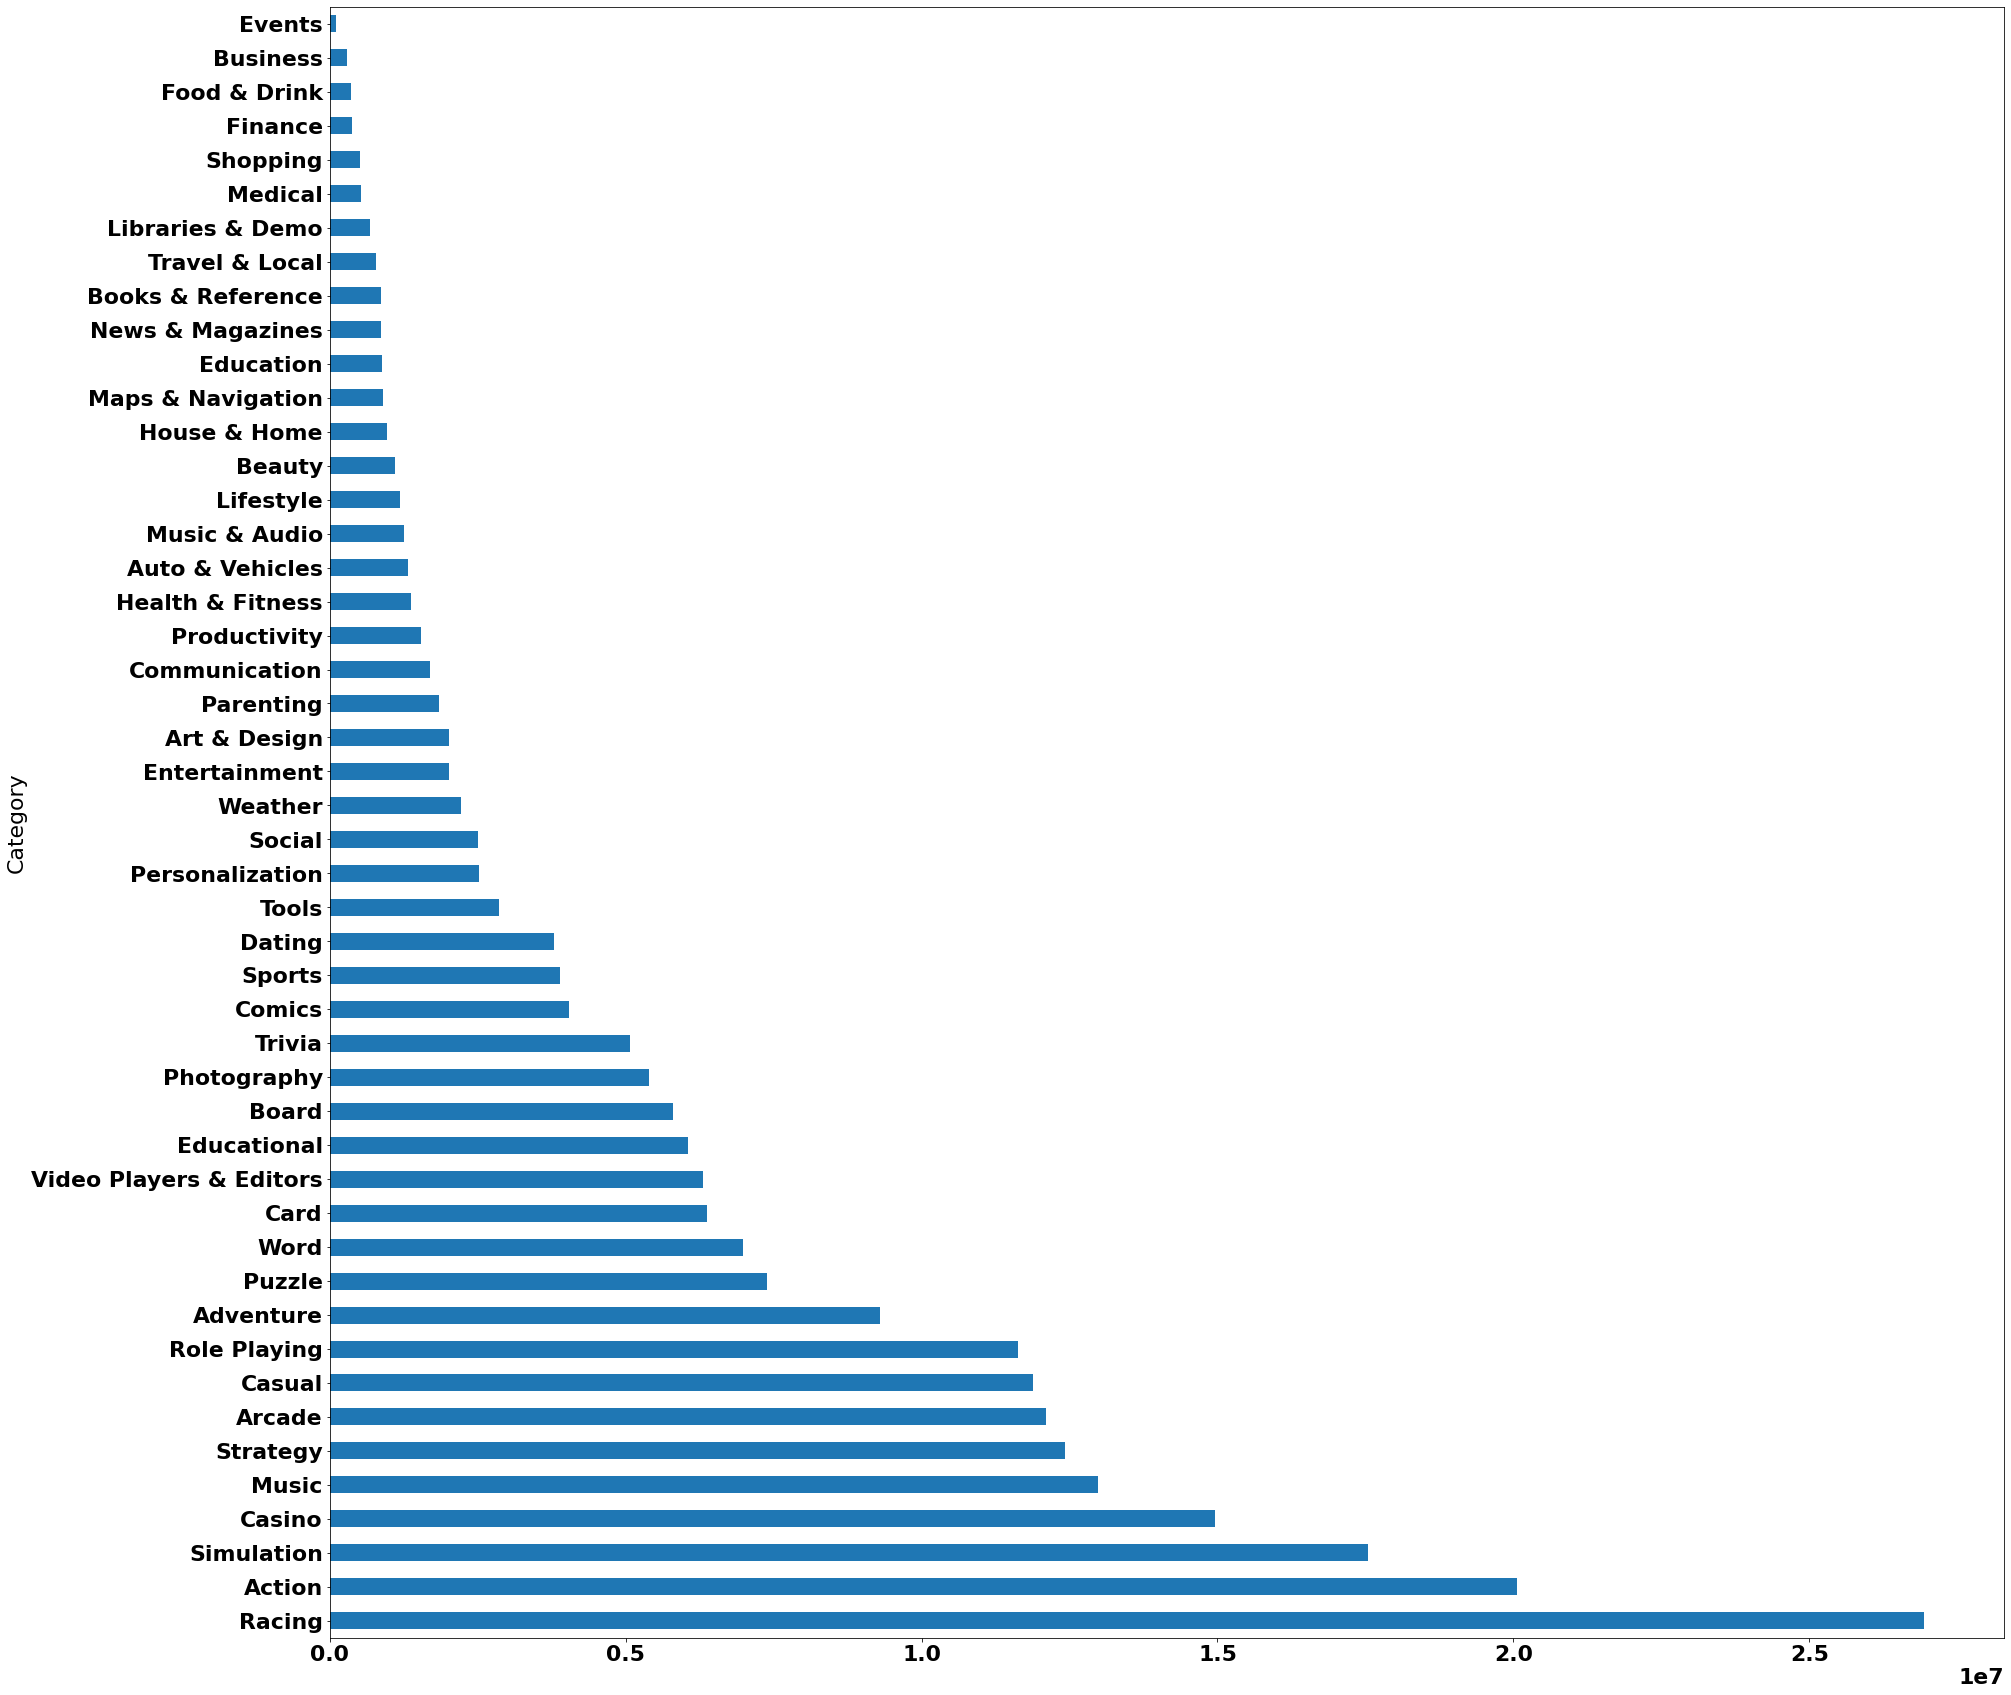 Events
Business
Food & Drink
Finance
Shopping
Medical
Libraries & Demo
Travel & Local
Books & Reference
News & Magazines
Education
Maps & Navigation
House & Home
Beauty
Lifestyle
Music & Audio
Auto & Vehicles
Health & Fitness
Productivity
Communication
Parenting
Art & Design
Entertainment
Weather
Social
Personalization
Tools
Dating
Sports
Comics
Trivia
Photography
Board
Educational
Video Players & Editors
Card
Word
Puzzle
Adventure
Role Playing
Casual
Arcade
Strategy
Music
Casino
Simulation
Action
Racing
Category
0.0 0.5 1.0 1.5 2.0 2.5
1e7